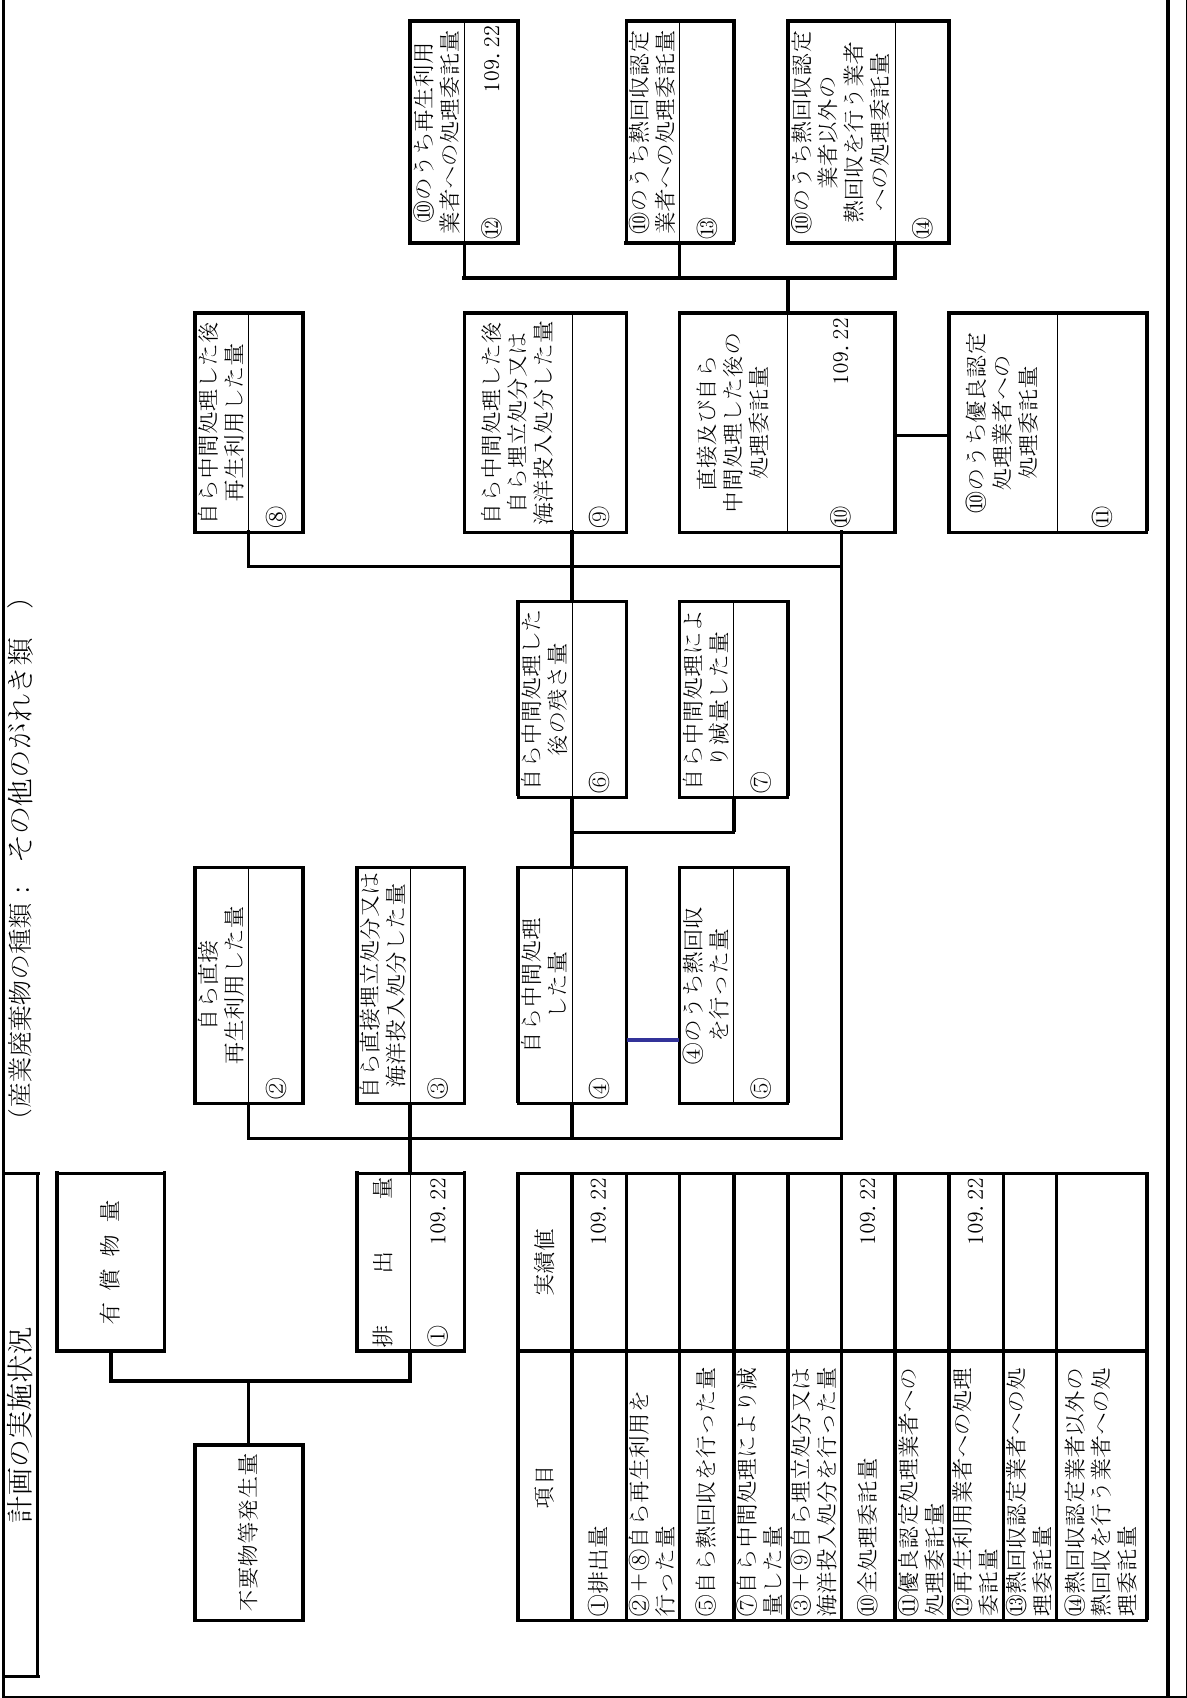 計画の実施状況
（産業廃棄物の種類： その他のがれき類 ）
不要物等発生量
有 償 物 量
排 出 量
① 109.22
自ら直接
再生利用した量
②
自ら直接埋立処分又は
海洋投入処分した量
③
自ら中間処理
した量
④
④のうち熱回収
を行った量
⑤
自ら中間処理した
後の残さ量
⑥
自ら中間処理によ
り減量した量
⑦
自ら中間処理した後
再生利用した量
⑧
自ら中間処理した後
自ら埋立処分又は
海洋投入処分した量
⑨
直接及び自ら
中間処理した後の
処理委託量
⑩ 109.22
⑩のうち優良認定
処理業者への
処理委託量
⑪
⑩のうち再生利用
業者への処理委託量
⑫ 109.22
⑩のうち熱回収認定
業者への処理委託量
⑬
⑩のうち熱回収認定
業者以外の
熱回収を行う業者
への処理委託量
⑭
項目 実績値
①排出量 109.22
②＋⑧自ら再生利用を
行った量
⑤自ら熱回収を行った量
⑦自ら中間処理により減
量した量
③＋⑨自ら埋立処分又は
海洋投入処分を行った量
⑩全処理委託量 109.22
⑪優良認定処理業者への
処理委託量
⑫再生利用業者への処理
委託量 109.22
⑬熱回収認定業者への処
理委託量
⑭熱回収認定業者以外の
熱回収を行う業者への処
理委託量